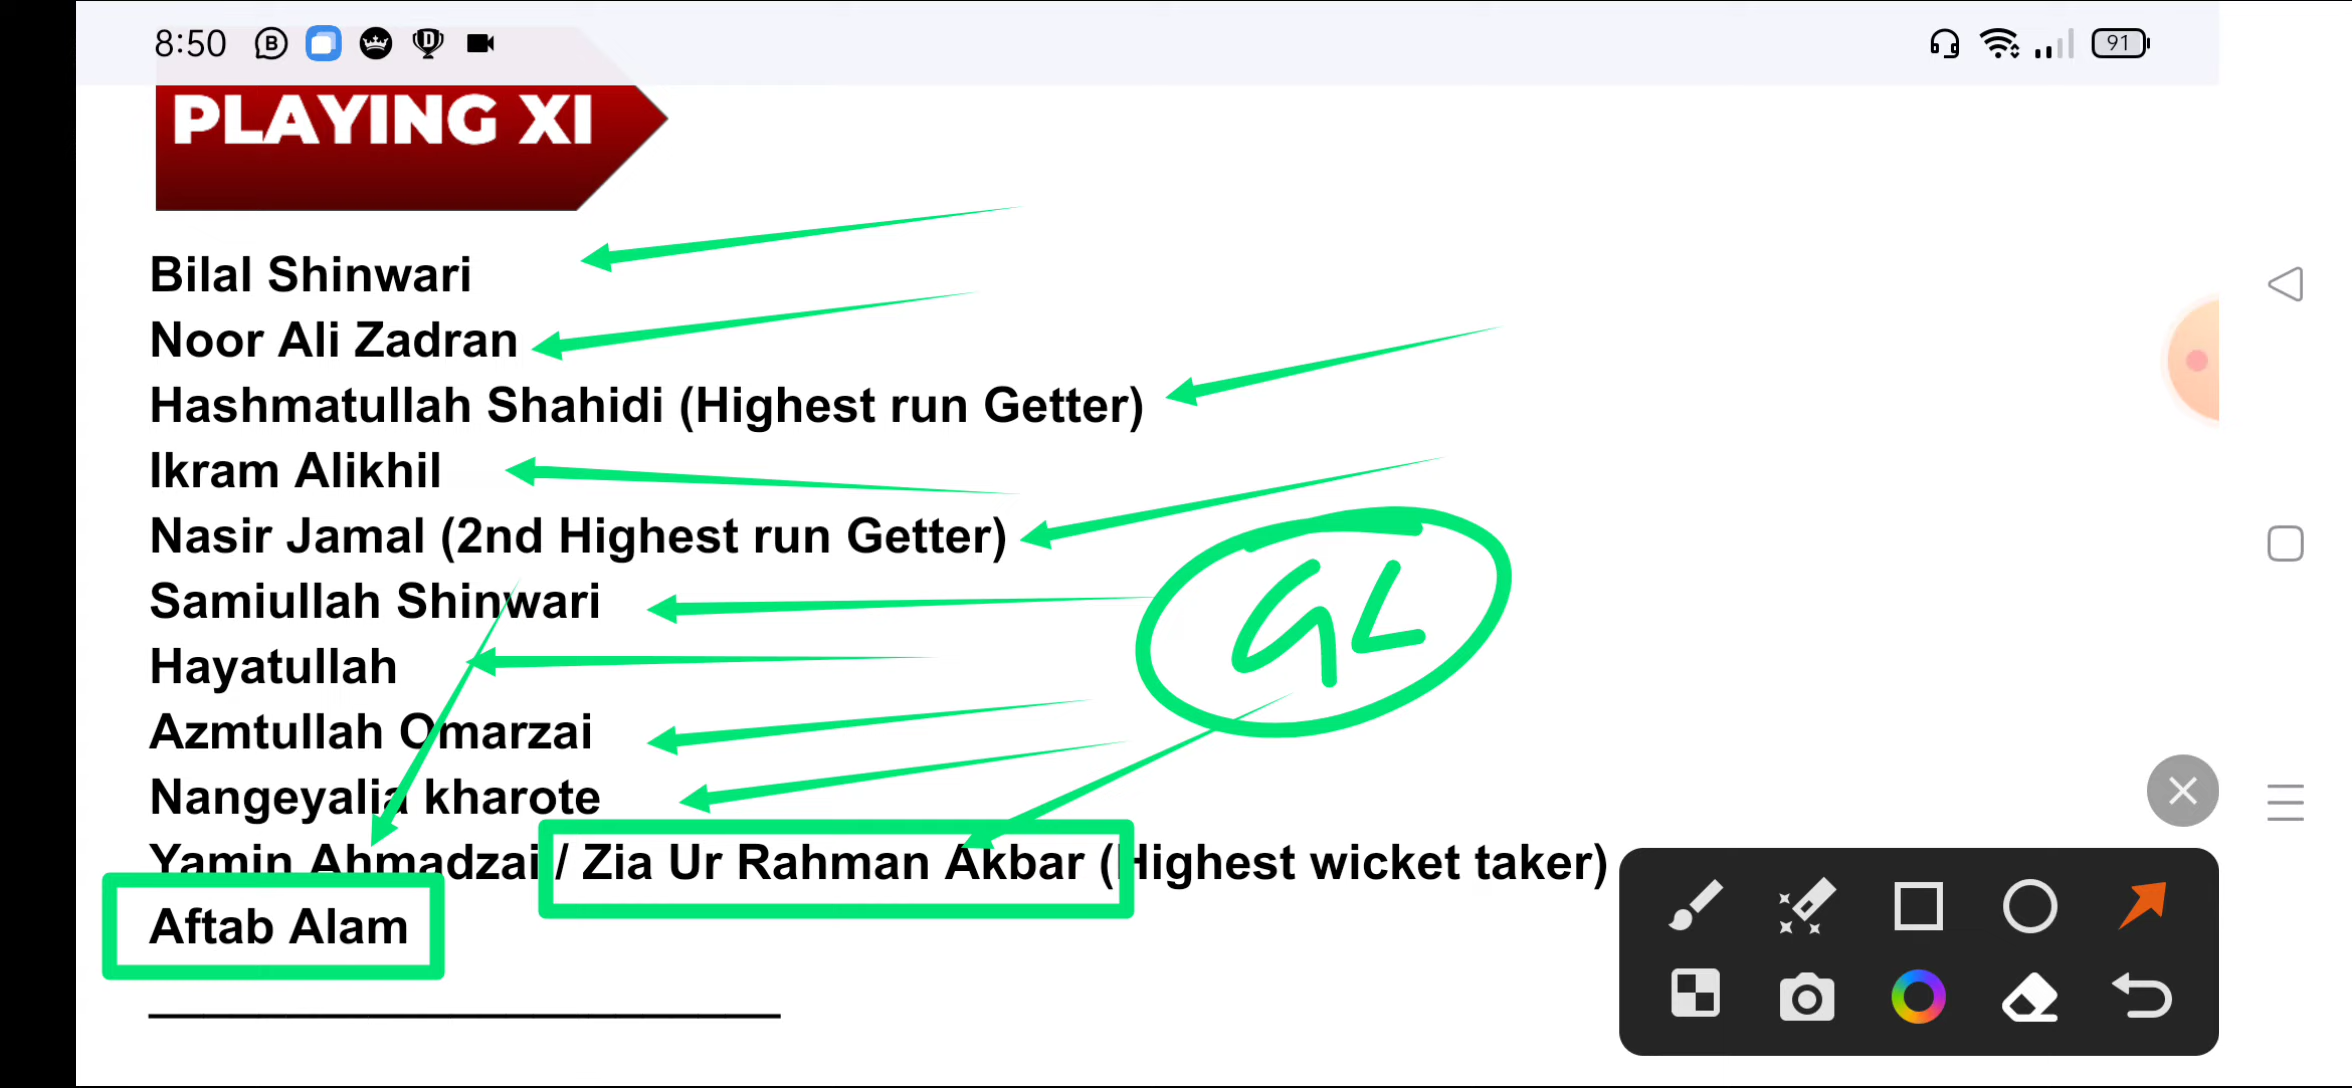 8:50 B D 91
PLAYING XI
Bilal Shinwari
Noor Ali Zadran
Hashmatullah Shahidi (Highest run Getter)
Ikram Alikhil
Nasir Jamal (2nd Highest run Getter)
Samiullah Shinwari
GL
Hayatullah
Azmtullah Omarzai
Nangeyalia kharote
Yamin Ahmadzai / Zia Ur Rahman Akbar (Highest wicket taker)
Aftab Alam